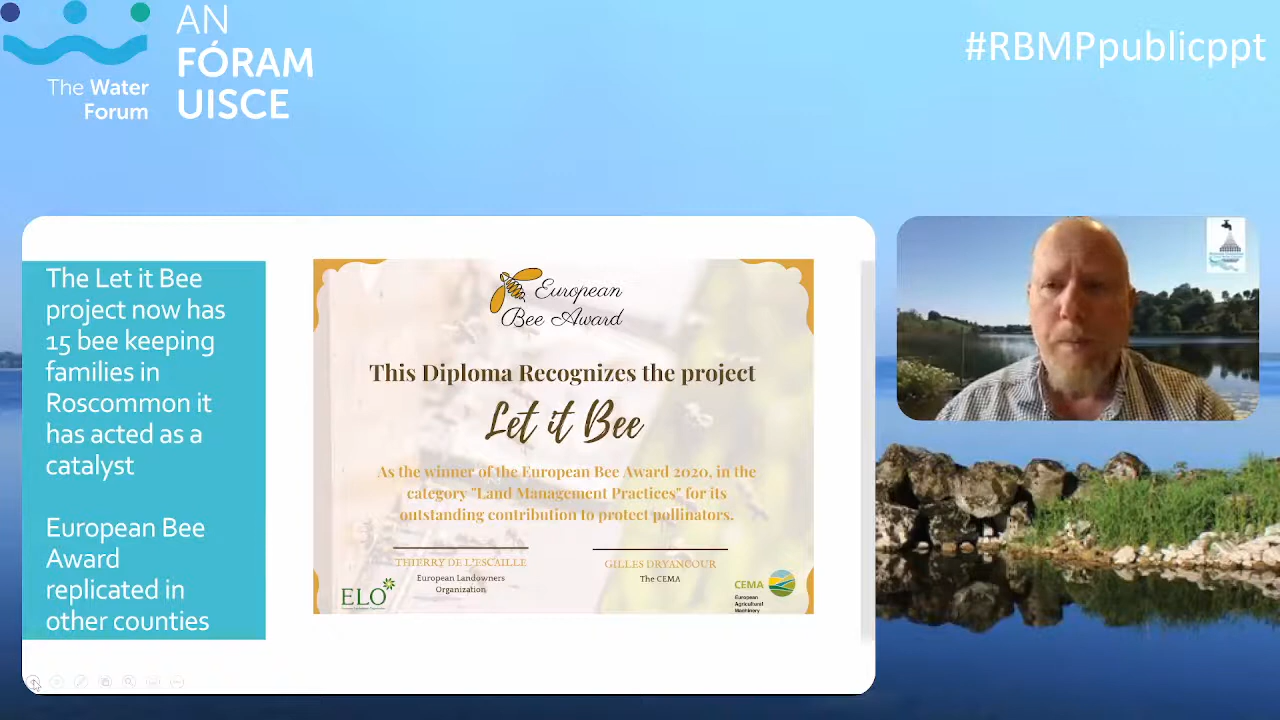 AN
FÓRAM
UISCE
The Water
Forum
#RBMPpublicppt
The Let it Bee
project now has
15 bee keeping
families in
Roscommon it
has acted as a
catalyst
European Bee
Award
replicated in
other counties
European
Bee Award
This Diploma Recognizes the project
Let it Bee
As the winner of the European Bee Award 2020, in the
category "Land Management Practices" for its
outstanding contribution to protect pollinators.
THIERRY DE L'ESCAILLE
European Landowners
Organization
GILLES DRYANCOUR
The CEMA
ELO
CEMA
European
Agricultural
Machinery